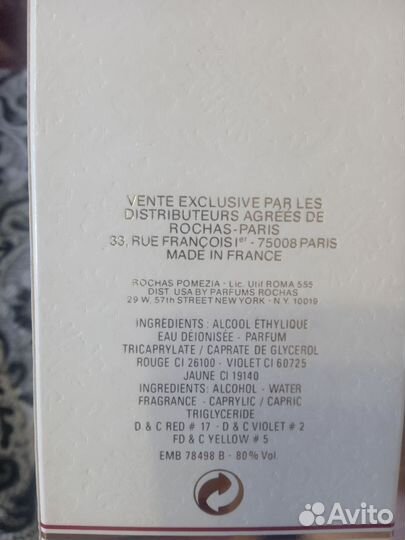 VENTE EXCLUSIVE PAR LES
DISTRIBUTEURS AGRÉÉS DE
ROCHAS-PARIS
33, RUE FRANÇOIS Ier - 75008 PARIS
MADE IN FRANCE
ROCHAS POMEZIA - Lic. Utif ROMA 555
DIST. USA BY PARFUMS ROCHAS
29 W. 57th STREET NEW YORK - N.Y. 10019
INGRÉDIENTS : ALCOOL ÉTHYLIQUE
EAU DÉIONISÉE - PARFUM
TRICAPRYLATE / CAPRATE DE GLYCEROL
ROUGE CI 26100 - VIOLET CI 60725
JAUNE CI 19140
INGREDIENTS: ALCOHOL - WATER
FRAGRANCE - CAPRYLIC / CAPRIC
TRIGLYCERIDE
D & C RED # 17 - D & C VIOLET # 2
FD & C YELLOW # 5
EMB 78498 B - 80% Vol.
Avito